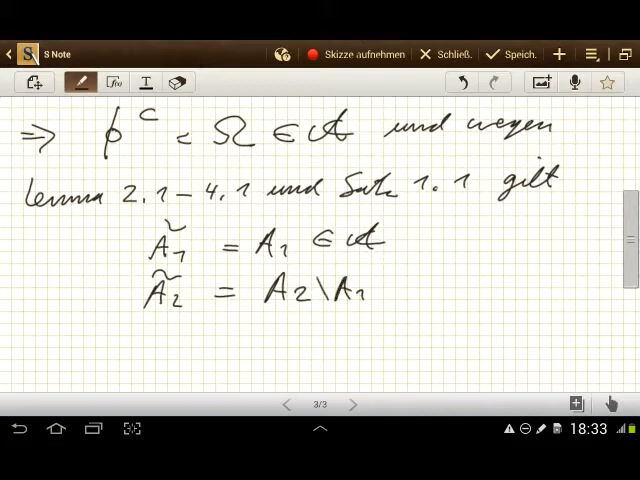 S Note
Skizze aufnehmen Schließ. Speich.
f(x) T
⇒ ϕ^C = Ω ∈ 𝒜 und wegen
Lemma 2.1 – 4.1 und Satz 1.1 gilt
Ã₁ = A₁ ∈ 𝒜
Ã₂ = A₂\A₁
3/3
18:33